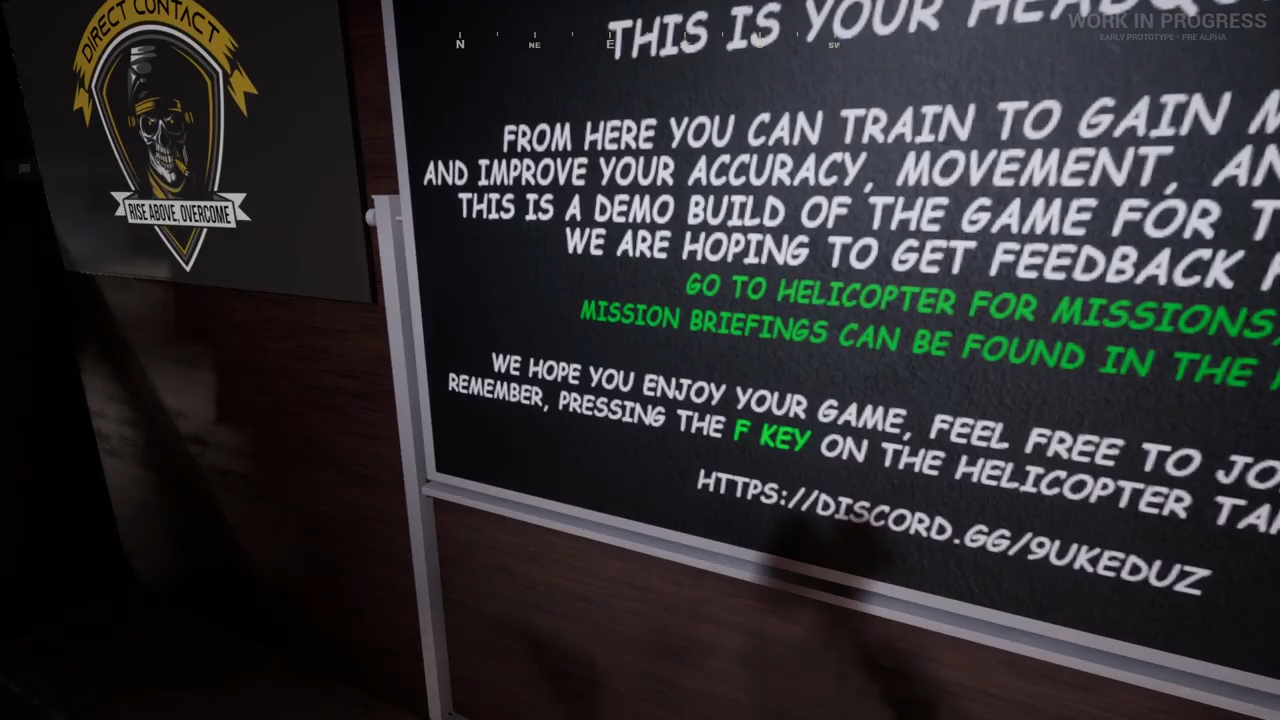 DIRECT CONTACT
RISE ABOVE, OVERCOME
N NE E SW
WORK IN PROGRESS
EARLY PROTOTYPE - PRE ALPHA
THIS IS YOUR
FROM HERE YOU CAN TRAIN TO GAIN
AND IMPROVE YOUR ACCURACY, MOVEMENT,
THIS IS A DEMO BUILD OF THE GAME FOR
WE ARE HOPING TO GET FEEDBACK
GO TO HELICOPTER FOR MISSIONS,
MISSION BRIEFINGS CAN BE FOUND IN THE
WE HOPE YOU ENJOY YOUR GAME, FEEL FREE TO
REMEMBER, PRESSING THE F KEY ON THE HELICOPTER
HTTPS://DISCORD.GG/9UKEDUZ